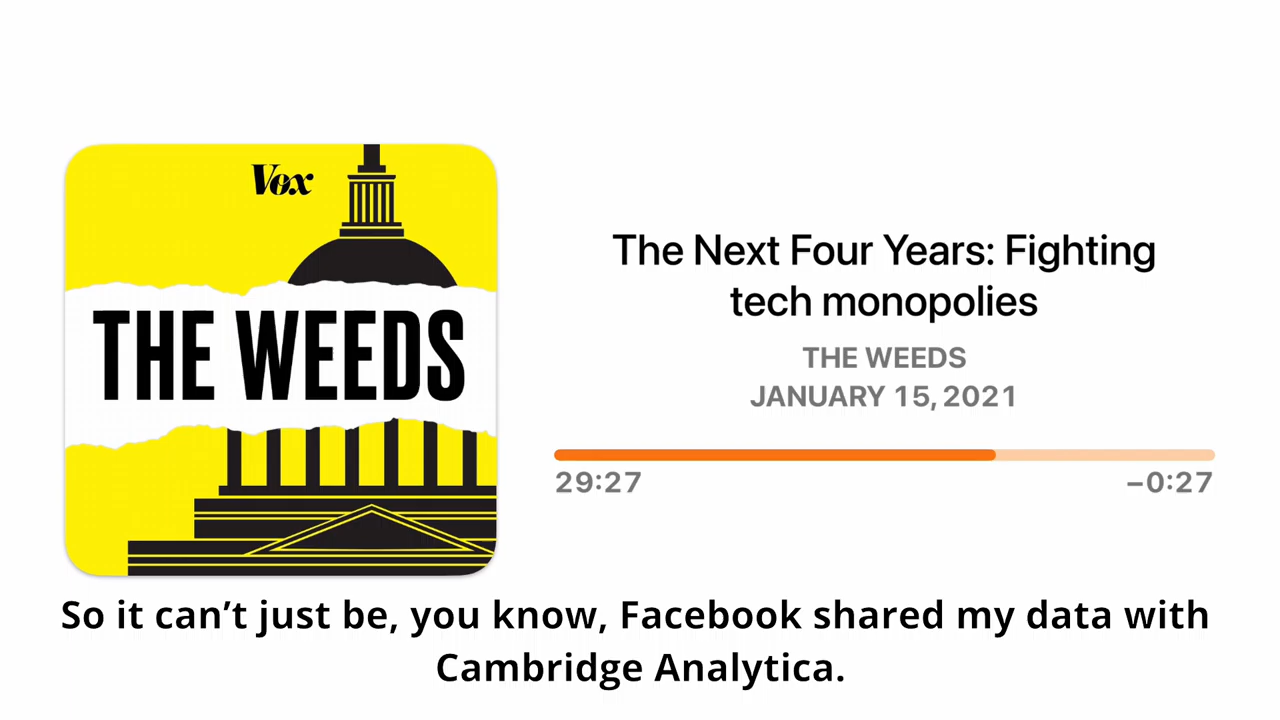 Vox
THE WEEDS
The Next Four Years: Fighting
tech monopolies
THE WEEDS
JANUARY 15, 2021
29:27
–0:27
So it can’t just be, you know, Facebook shared my data with
Cambridge Analytica.